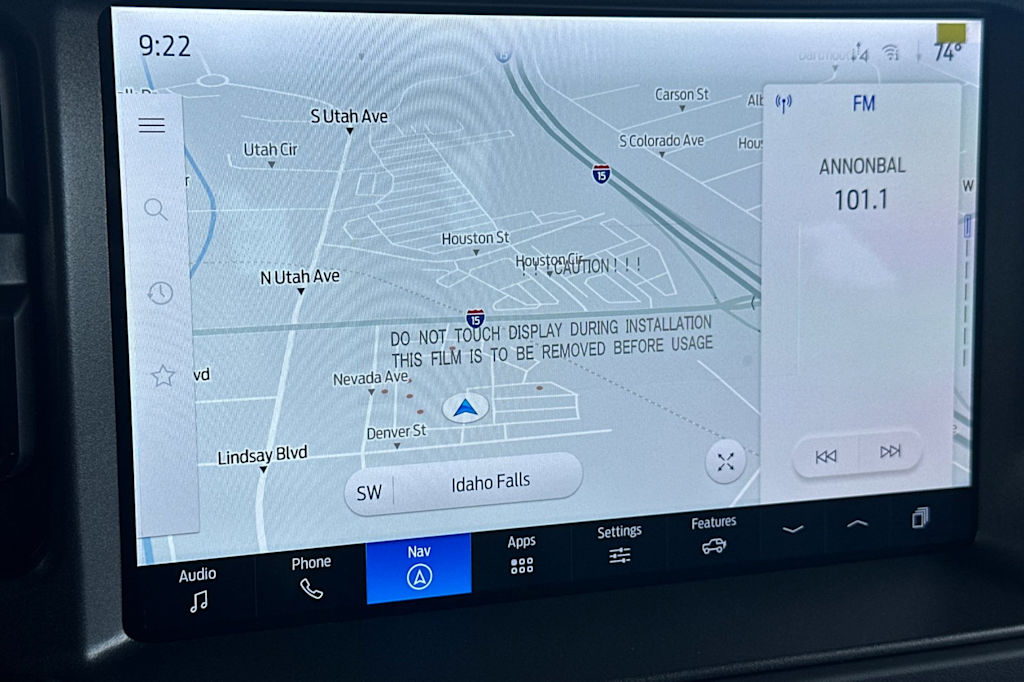 9:22
4
74°
FM
ANNONBAL
101.1
S Utah Ave
Utah Cir
Carson St
S Colorado Ave
15
W
Houston St
Houston Cir
! ! !CAUTION! ! !
N Utah Ave
15
DO NOT TOUCH DISPLAY DURING INSTALLATION
THIS FILM IS TO BE REMOVED BEFORE USAGE
vd
Nevada Ave
Denver St
Lindsay Blvd
SW
Idaho Falls
Audio
Phone
Nav
Apps
Settings
Features